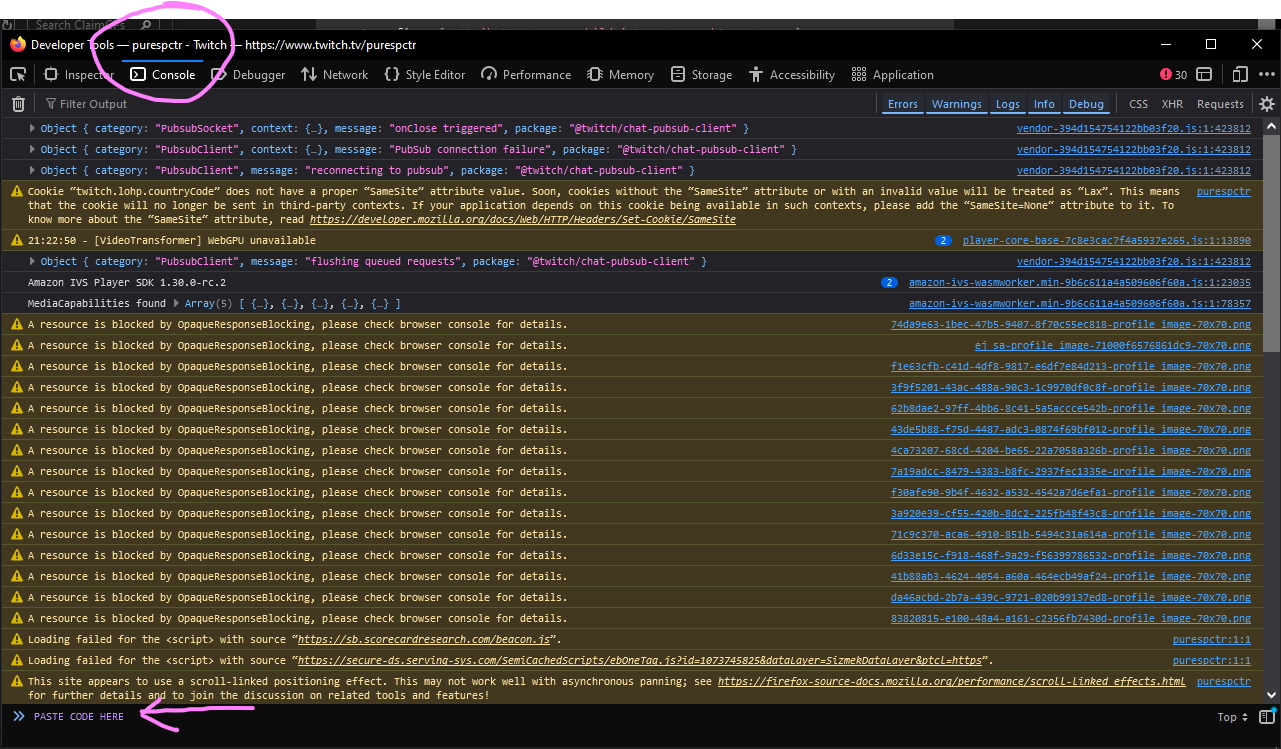 Search Claim
Developer Tools — purespctr - Twitch — https://www.twitch.tv/purespctr
Inspector Console Debugger Network Style Editor Performance Memory Storage Accessibility Application 30
Filter Output Errors Warnings Logs Info Debug CSS XHR Requests
Object { category: "PubsubSocket", context: {…}, message: "onClose triggered", package: "@twitch/chat-pubsub-client" } vendor-394d154754122bb03f20.js:1:423812
Object { category: "PubsubClient", context: {…}, message: "PubSub connection failure", package: "@twitch/chat-pubsub-client" } vendor-394d154754122bb03f20.js:1:423812
Object { category: "PubsubClient", message: "reconnecting to pubsub", package: "@twitch/chat-pubsub-client" } vendor-394d154754122bb03f20.js:1:423812
Cookie “twitch.lohp.countryCode” does not have a proper “SameSite” attribute value. Soon, cookies without the “SameSite” attribute or with an invalid value will be treated as “Lax”. This means purespctr
that the cookie will no longer be sent in third-party contexts. If your application depends on this cookie being available in such contexts, please add the “SameSite=None“ attribute to it. To
know more about the “SameSite“ attribute, read https://developer.mozilla.org/docs/Web/HTTP/Headers/Set-Cookie/SameSite
21:22:50 - [VideoTransformer] WebGPU unavailable 2 player-core-base-7c8e3cac7f4a5937e265.js:1:13890
Object { category: "PubsubClient", message: "flushing queued requests", package: "@twitch/chat-pubsub-client" } vendor-394d154754122bb03f20.js:1:423812
Amazon IVS Player SDK 1.30.0-rc.2 2 amazon-ivs-wasmworker.min-9b6c611a4a509606f60a.js:1:23035
MediaCapabilities found Array(5) [ {…}, {…}, {…}, {…}, {…} ] amazon-ivs-wasmworker.min-9b6c611a4a509606f60a.js:1:78357
A resource is blocked by OpaqueResponseBlocking, please check browser console for details. 74da9e63-1bec-47b5-9407-8f70c55ec818-profile_image-70x70.png
A resource is blocked by OpaqueResponseBlocking, please check browser console for details. ej_sa-profile_image-71000f6576861dc9-70x70.png
A resource is blocked by OpaqueResponseBlocking, please check browser console for details. f1e63cfb-c41d-4df8-9817-e6df7e84d213-profile_image-70x70.png
A resource is blocked by OpaqueResponseBlocking, please check browser console for details. 3f9f5201-43ac-488a-90c3-1c9970df0c8f-profile_image-70x70.png
A resource is blocked by OpaqueResponseBlocking, please check browser console for details. 62b8dae2-97ff-4bb6-8c41-5a5accce542b-profile_image-70x70.png
A resource is blocked by OpaqueResponseBlocking, please check browser console for details. 43de5b88-f75d-4487-adc3-0874f69bf012-profile_image-70x70.png
A resource is blocked by OpaqueResponseBlocking, please check browser console for details. 4ca73207-68cd-4204-be65-22a7058a326b-profile_image-70x70.png
A resource is blocked by OpaqueResponseBlocking, please check browser console for details. 7a19adcc-8479-4383-b8fc-2937fec1335e-profile_image-70x70.png
A resource is blocked by OpaqueResponseBlocking, please check browser console for details. f30afe90-9b4f-4632-a532-4542a7d6efa1-profile_image-70x70.png
A resource is blocked by OpaqueResponseBlocking, please check browser console for details. 3a920e39-cf55-420b-8dc2-225fb48f43c8-profile_image-70x70.png
A resource is blocked by OpaqueResponseBlocking, please check browser console for details. 71c9c370-aca6-4910-851b-5494c31a614a-profile_image-70x70.png
A resource is blocked by OpaqueResponseBlocking, please check browser console for details. 6d33e15c-f918-468f-9a29-f56399786532-profile_image-70x70.png
A resource is blocked by OpaqueResponseBlocking, please check browser console for details. 41b88ab3-4624-4054-a60a-464ecb49af24-profile_image-70x70.png
A resource is blocked by OpaqueResponseBlocking, please check browser console for details. da46acbd-2b7a-439c-9721-020b99137ed8-profile_image-70x70.png
A resource is blocked by OpaqueResponseBlocking, please check browser console for details. 83820815-e100-48a4-a161-c2356fb7430d-profile_image-70x70.png
Loading failed for the <script> with source “https://sb.scorecardresearch.com/beacon.js”. purespctr:1:1
Loading failed for the <script> with source “https://secure-ds.serving-sys.com/SemiCachedScripts/ebOneTag.js?id=1073745825&dataLayer=SizmekDataLayer&ptcl=https”. purespctr:1:1
This site appears to use a scroll-linked positioning effect. This may not work well with asynchronous panning; see https://firefox-source-docs.mozilla.org/performance/scroll-linked_effects.html purespctr
for further details and to join the discussion on related tools and features!
PASTE CODE HERE Top